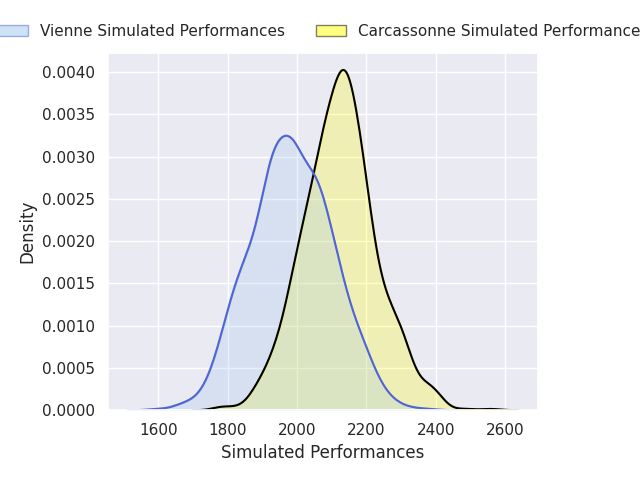 Vienne Simulated Performances
Carcassonne Simulated Performance
0.0040
0.0035
0.0030
0.0025
0.0020
0.0015
0.0010
0.0005
0.0000
Density
1600 1800 2000 2200 2400 2600
Simulated Performances